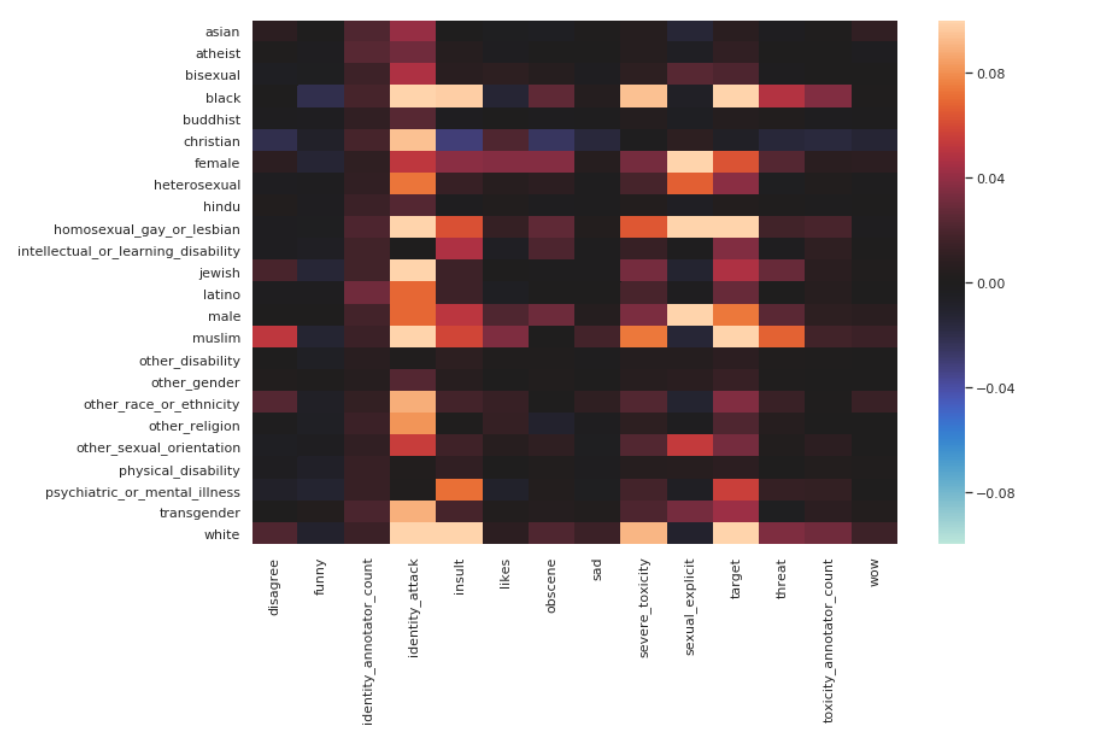 asian
atheist
bisexual
black
buddhist
christian
female
heterosexual
hindu
homosexual_gay_or_lesbian
intellectual_or_learning_disability
jewish
latino
male
muslim
other_disability
other_gender
other_race_or_ethnicity
other_religion
other_sexual_orientation
physical_disability
psychiatric_or_mental_illness
transgender
white
disagree
funny
identity_annotator_count
identity_attack
insult
likes
obscene
sad
severe_toxicity
sexual_explicit
target
threat
toxicity_annotator_count
wow
0.08
0.04
0.00
−0.04
−0.08